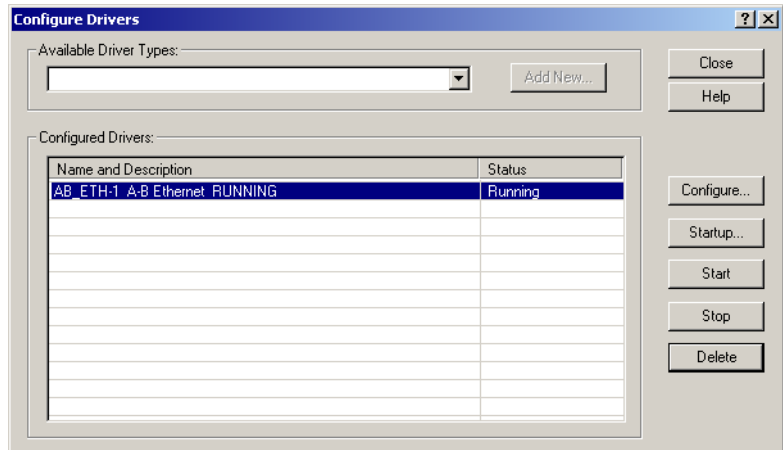 Configure Drivers
Available Driver Types:
Add New...
Close
Help
Configured Drivers:
Name and Description Status
AB_ETH-1 A-B Ethernet RUNNING Running
Configure...
Startup...
Start
Stop
Delete